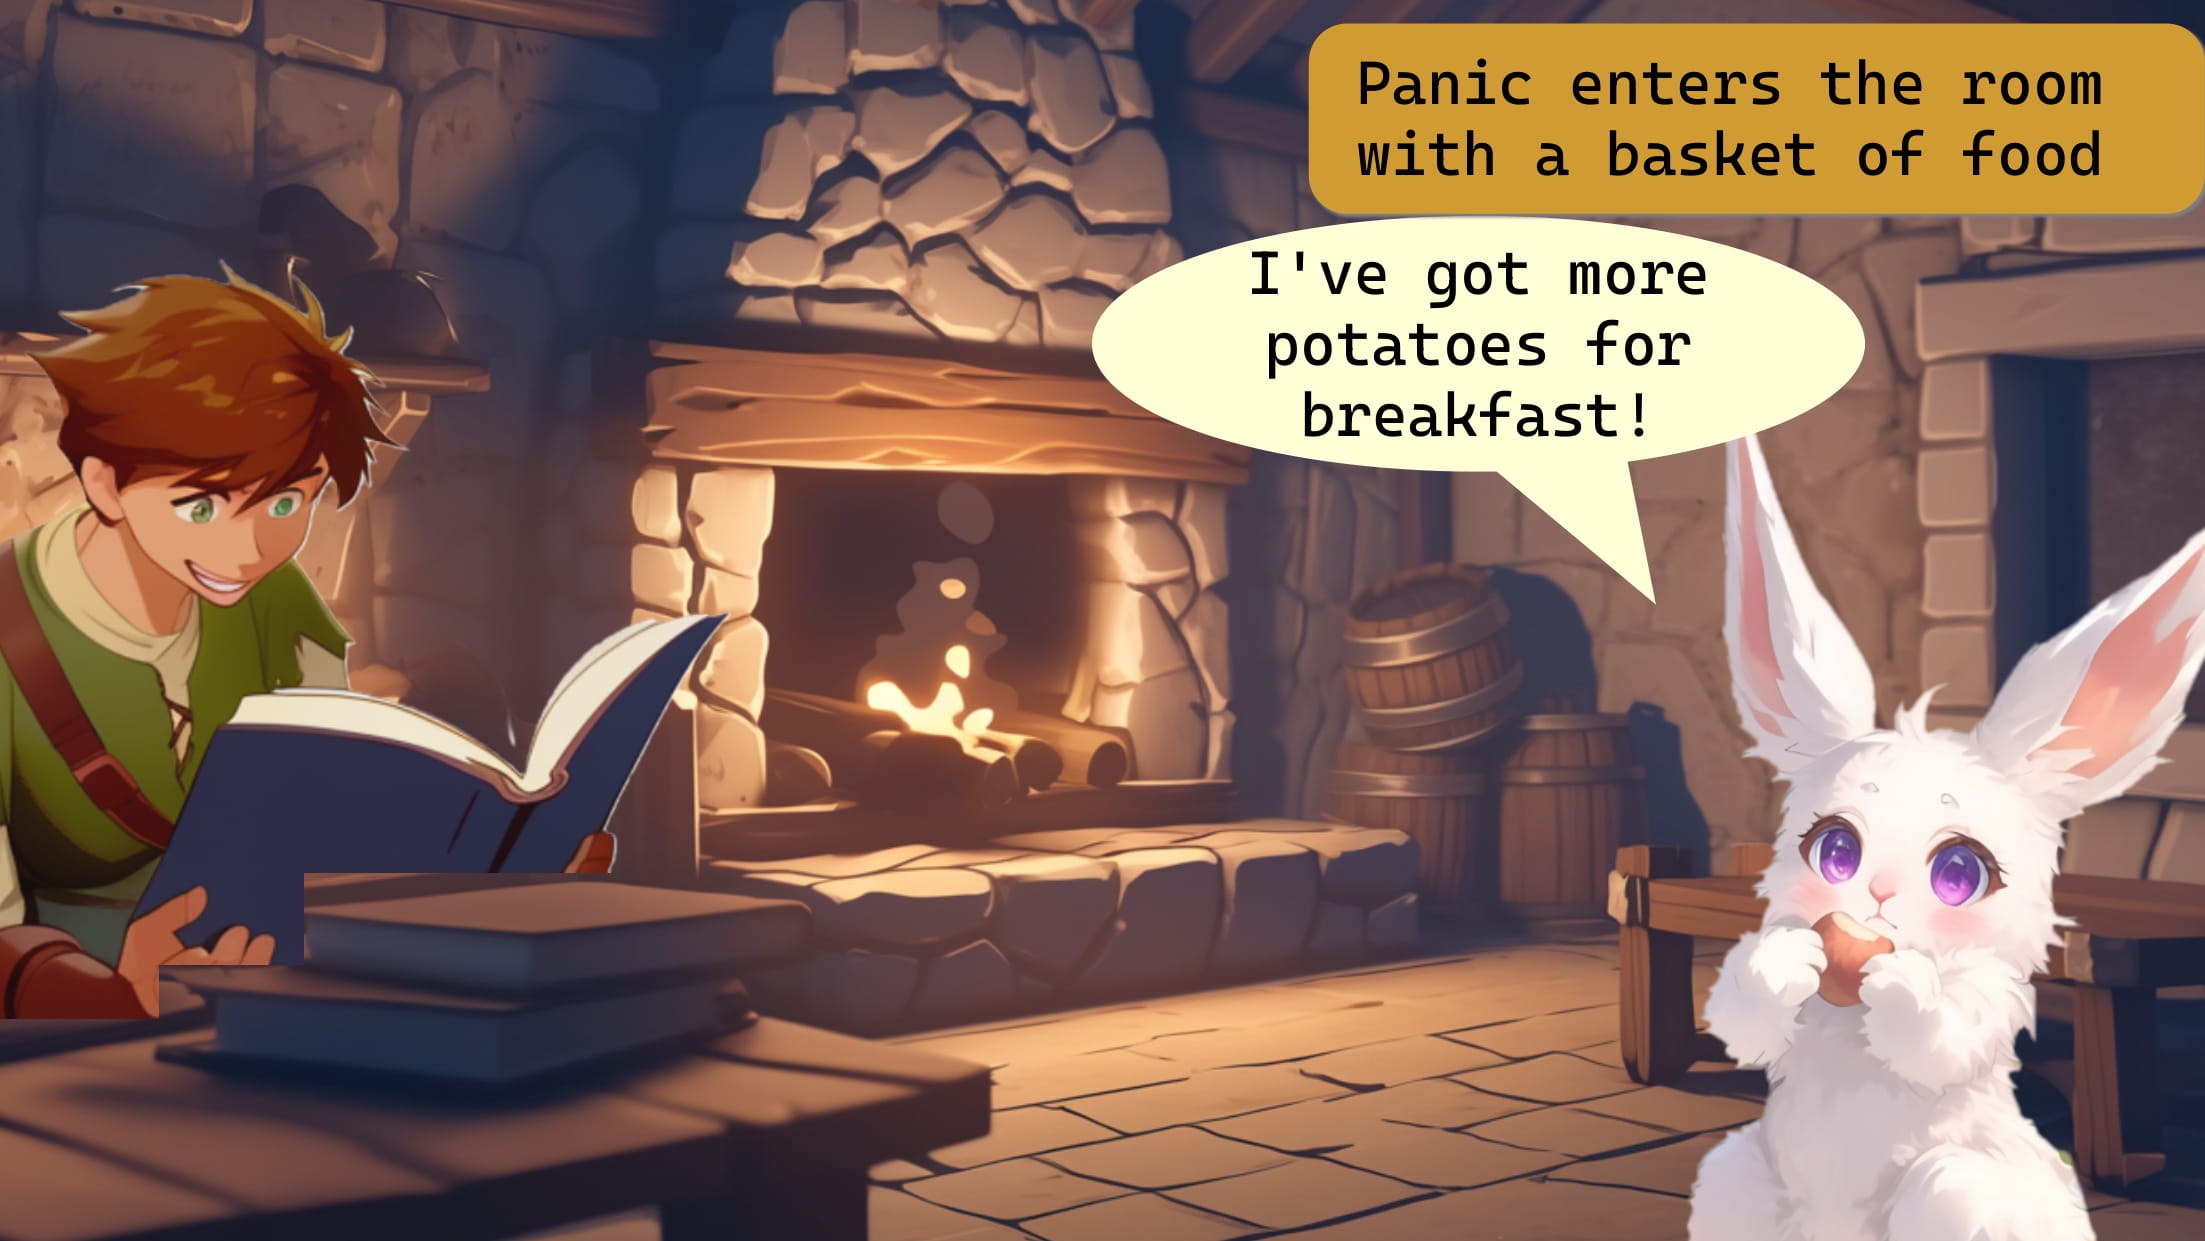 Panic enters the room
with a basket of food
I've got more
potatoes for
breakfast!